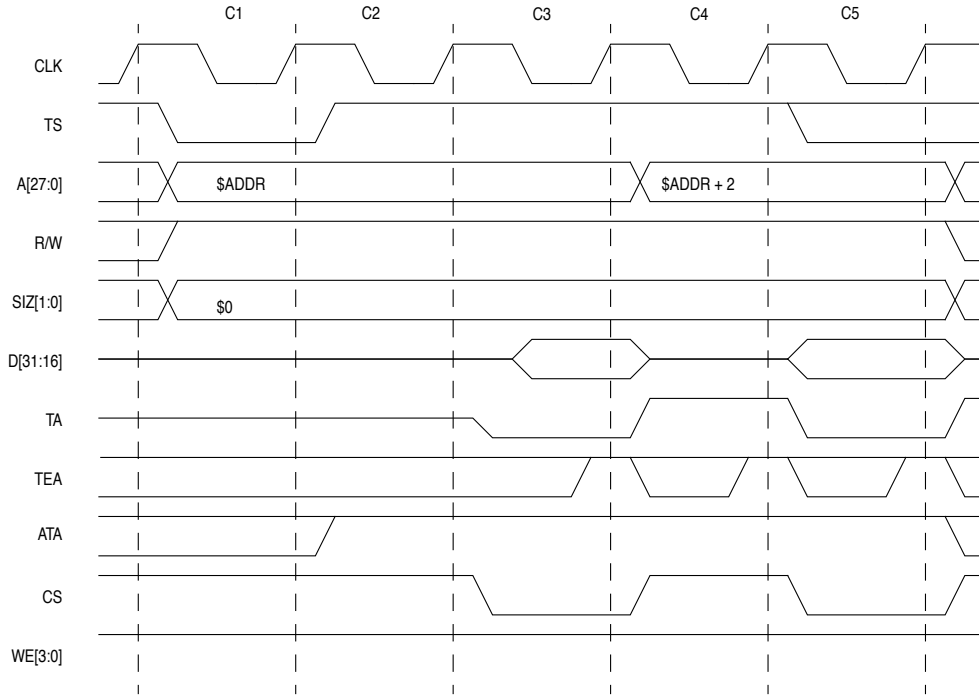 C1 C2 C3 C4 C5
CLK
TS
A[27:0] $ADDR $ADDR + 2
R/W
SIZ[1:0] $0
D[31:16]
TA
TEA
ATA
CS
WE[3:0]